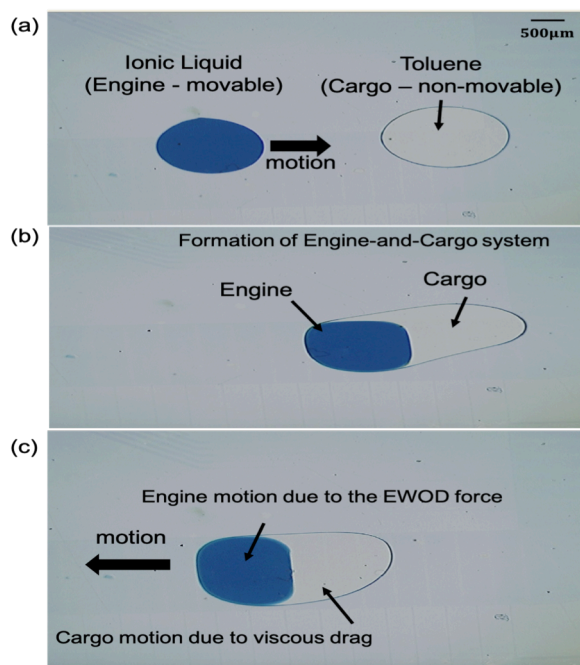 (a)
500μm
Ionic Liquid
(Engine - movable)
Toluene
(Cargo – non-movable)
motion
(b)
Formation of Engine-and-Cargo system
Engine
Cargo
(c)
Engine motion due to the EWOD force
motion
Cargo motion due to viscous drag